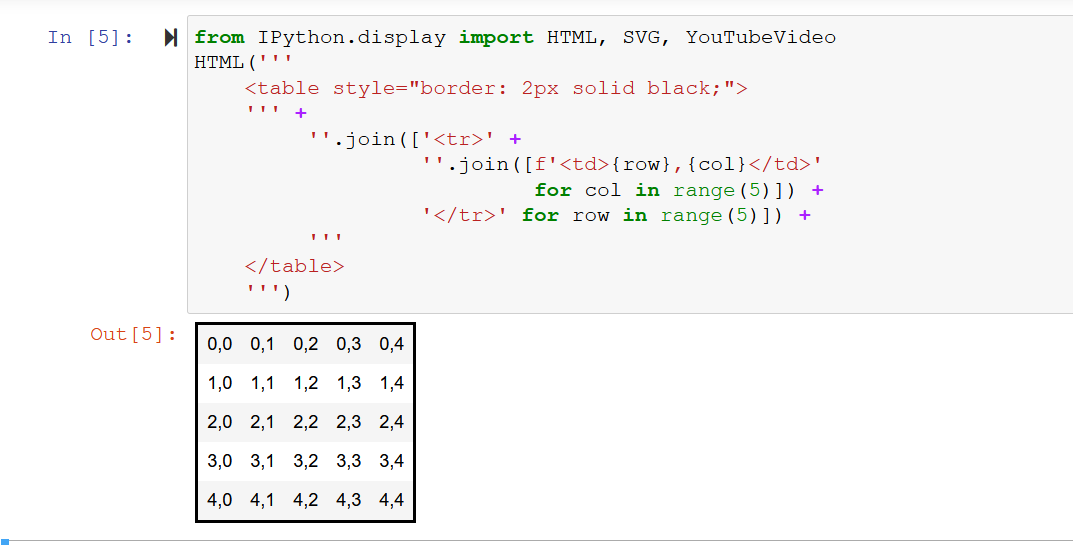 In [5]:
from IPython.display import HTML, SVG, YouTubeVideo
HTML('''
    <table style="border: 2px solid black;">
    ''' +
         ''.join(['<tr>' +
                  ''.join([f'<td>{row},{col}</td>'
                           for col in range(5)]) +
                  '</tr>' for row in range(5)]) +
         '''
    </table>
    ''')
Out[5]:
0,0 0,1 0,2 0,3 0,4
1,0 1,1 1,2 1,3 1,4
2,0 2,1 2,2 2,3 2,4
3,0 3,1 3,2 3,3 3,4
4,0 4,1 4,2 4,3 4,4